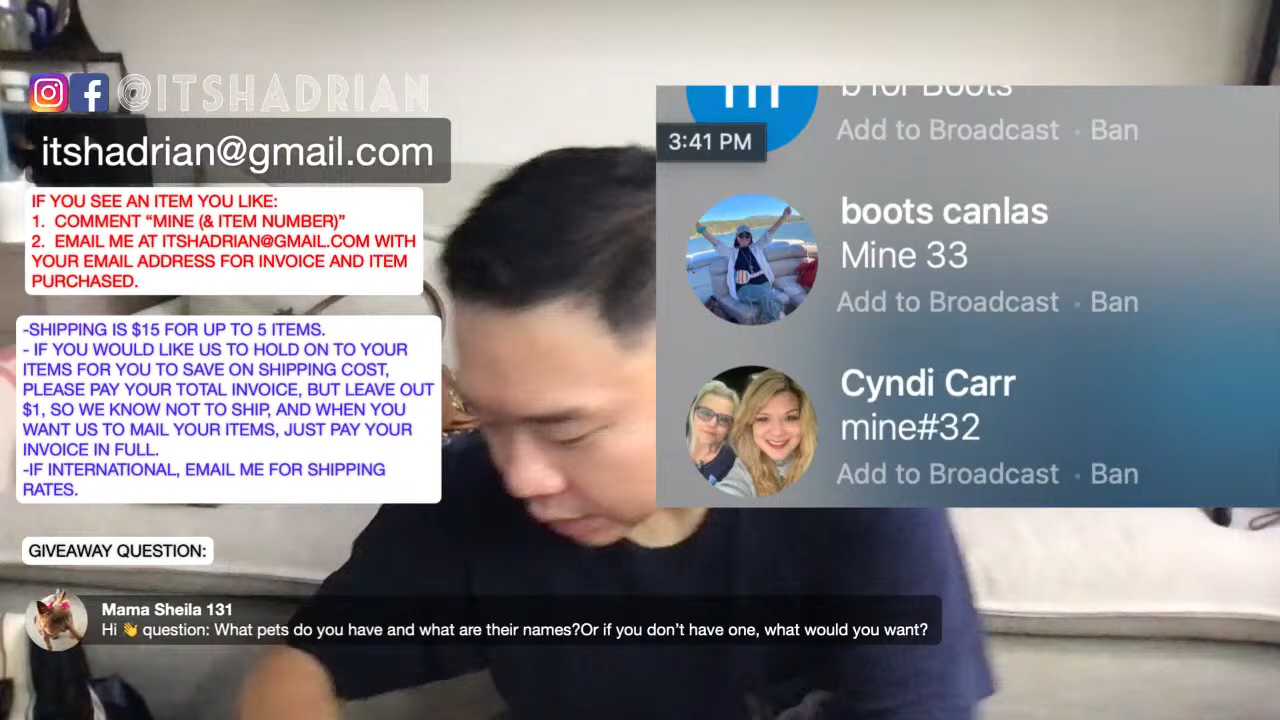 @ITSHADRIAN
itshadrian@gmail.com
IF YOU SEE AN ITEM YOU LIKE:
1. COMMENT “MINE (& ITEM NUMBER)”
2. EMAIL ME AT ITSHADRIAN@GMAIL.COM WITH
YOUR EMAIL ADDRESS FOR INVOICE AND ITEM
PURCHASED.
-SHIPPING IS $15 FOR UP TO 5 ITEMS.
- IF YOU WOULD LIKE US TO HOLD ON TO YOUR
ITEMS FOR YOU TO SAVE ON SHIPPING COST,
PLEASE PAY YOUR TOTAL INVOICE, BUT LEAVE OUT
$1, SO WE KNOW NOT TO SHIP, AND WHEN YOU
WANT US TO MAIL YOUR ITEMS, JUST PAY YOUR
INVOICE IN FULL.
-IF INTERNATIONAL, EMAIL ME FOR SHIPPING
RATES.
GIVEAWAY QUESTION:
Mama Sheila 131
Hi 👋 question: What pets do you have and what are their names?Or if you don’t have one, what would you want?
m
b for Boots
Add to Broadcast · Ban
3:41 PM
boots canlas
Mine 33
Add to Broadcast · Ban
Cyndi Carr
mine#32
Add to Broadcast · Ban